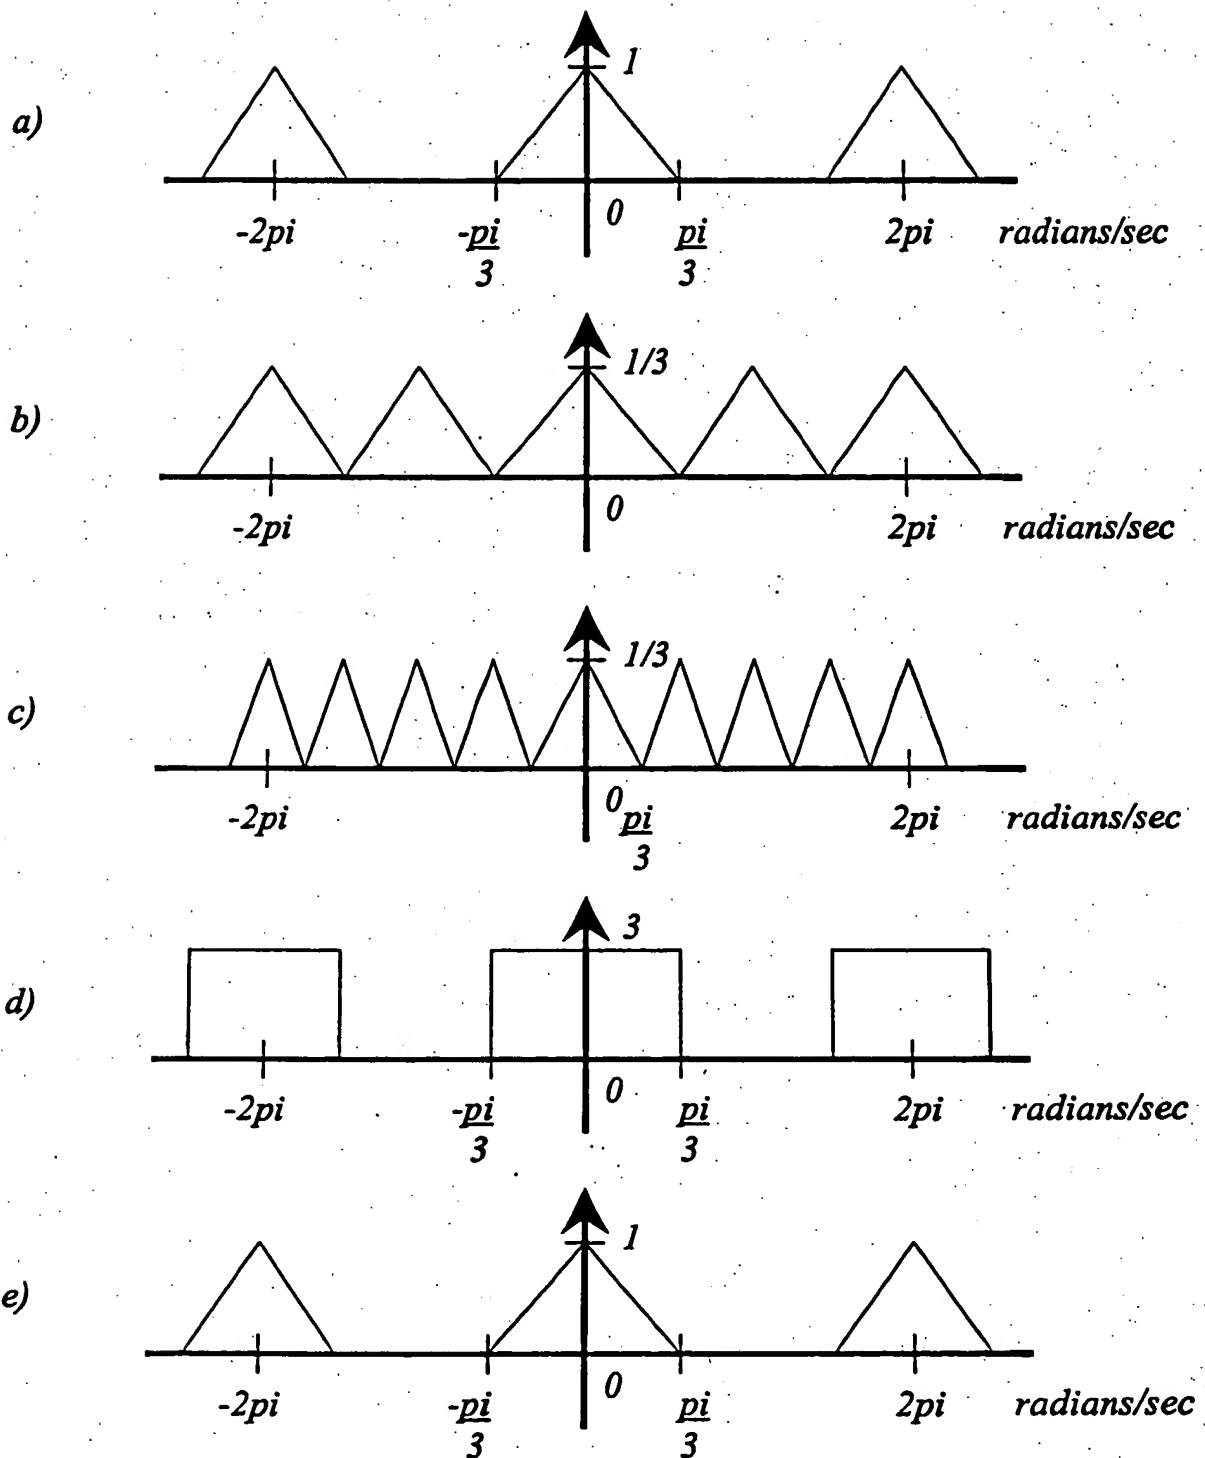 a)
1
0
-2pi
-pi
3
pi
3
2pi
radians/sec
b)
1/3
0
-2pi
2pi
radians/sec
c)
1/3
0
-2pi
pi
3
2pi
radians/sec
d)
3
0
-2pi
-pi
3
pi
3
2pi
radians/sec
e)
1
0
-2pi
-pi
3
pi
3
2pi
radians/sec